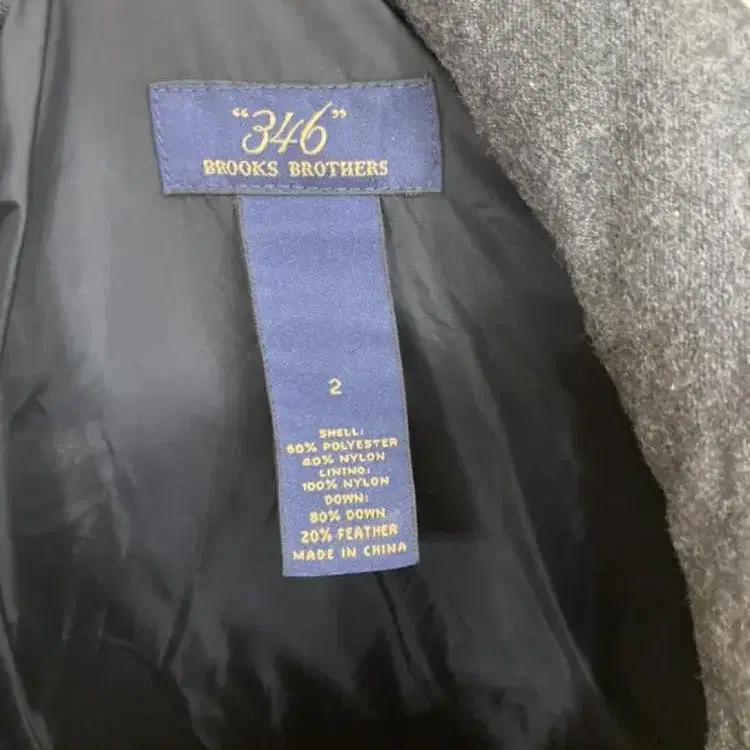 "346"
BROOKS BROTHERS
2
SHELL:
60% POLYESTER
40% NYLON
LINING:
100% NYLON
DOWN:
80% DOWN
20% FEATHER
MADE IN CHINA